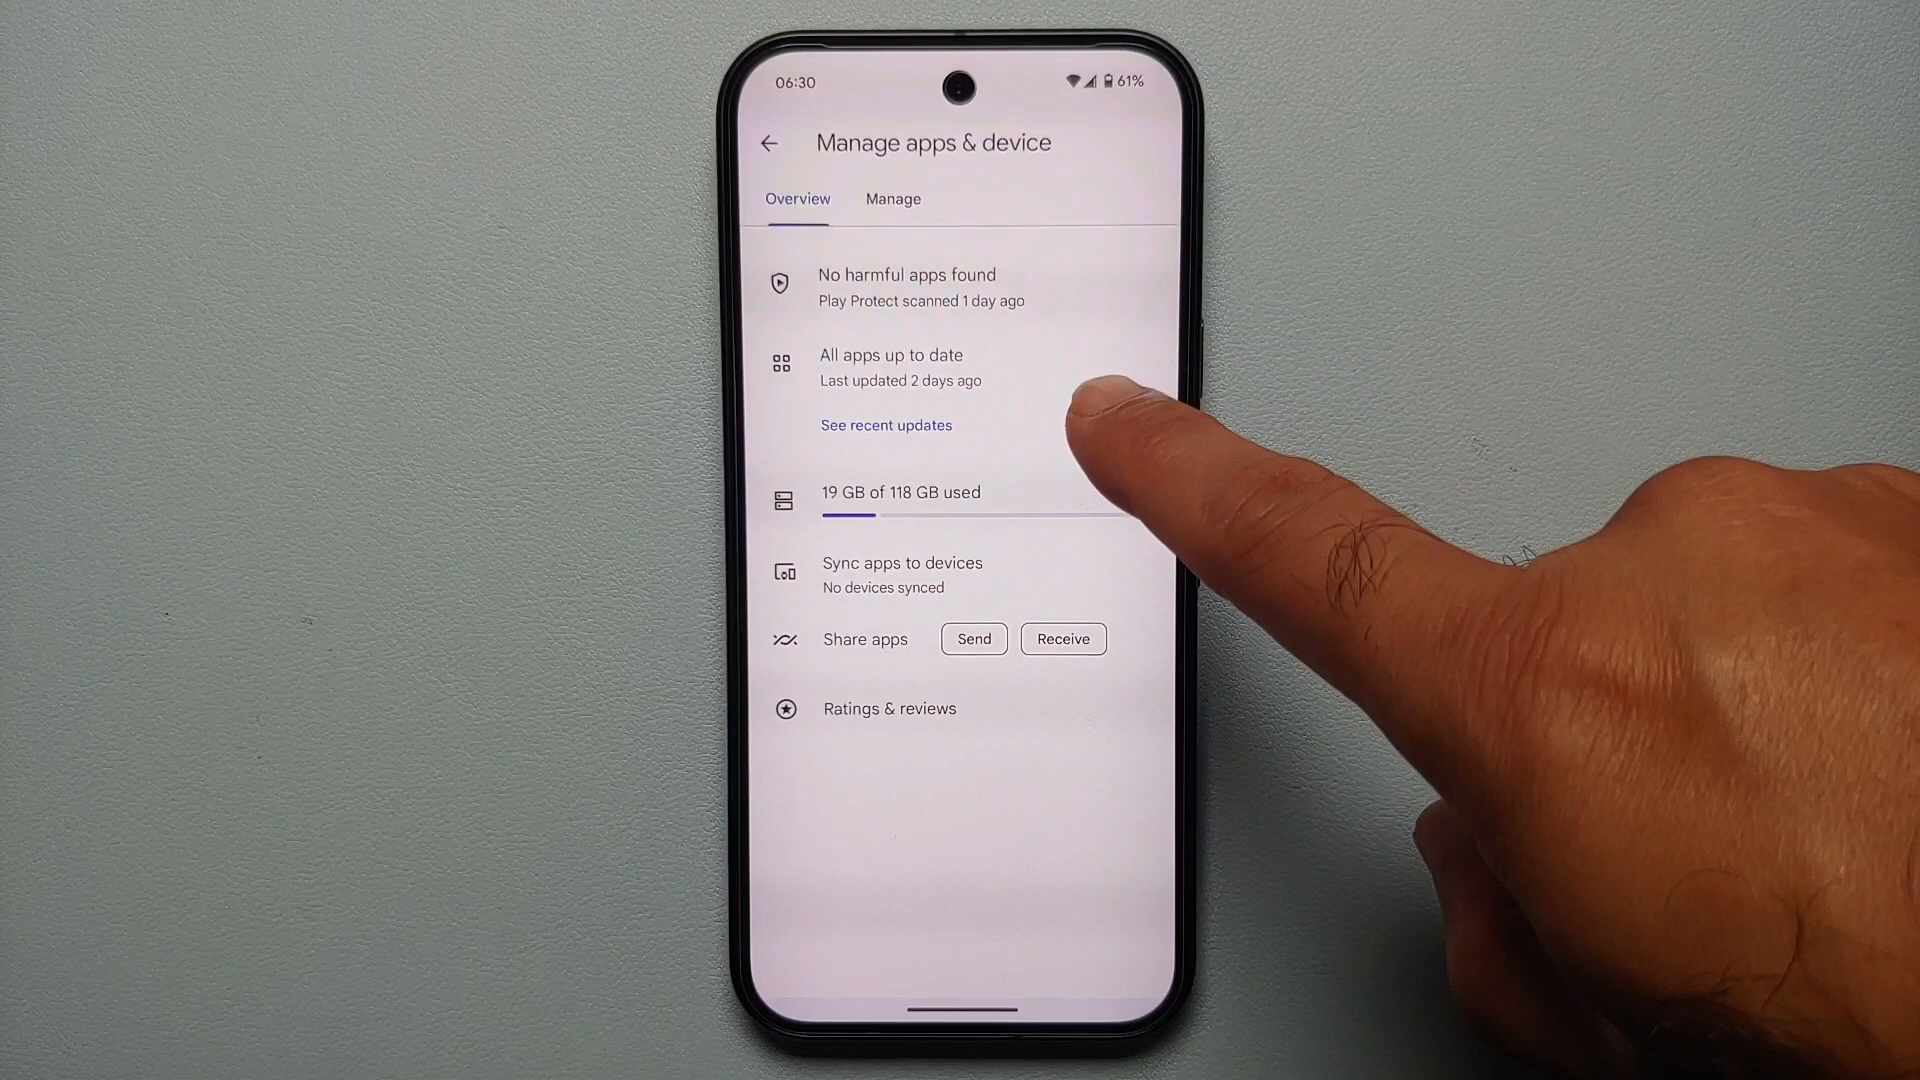 06:30
61%
Manage apps & device
Overview Manage
No harmful apps found
Play Protect scanned 1 day ago
All apps up to date
Last updated 2 days ago
See recent updates
19 GB of 118 GB used
Sync apps to devices
No devices synced
Share apps Send Receive
Ratings & reviews